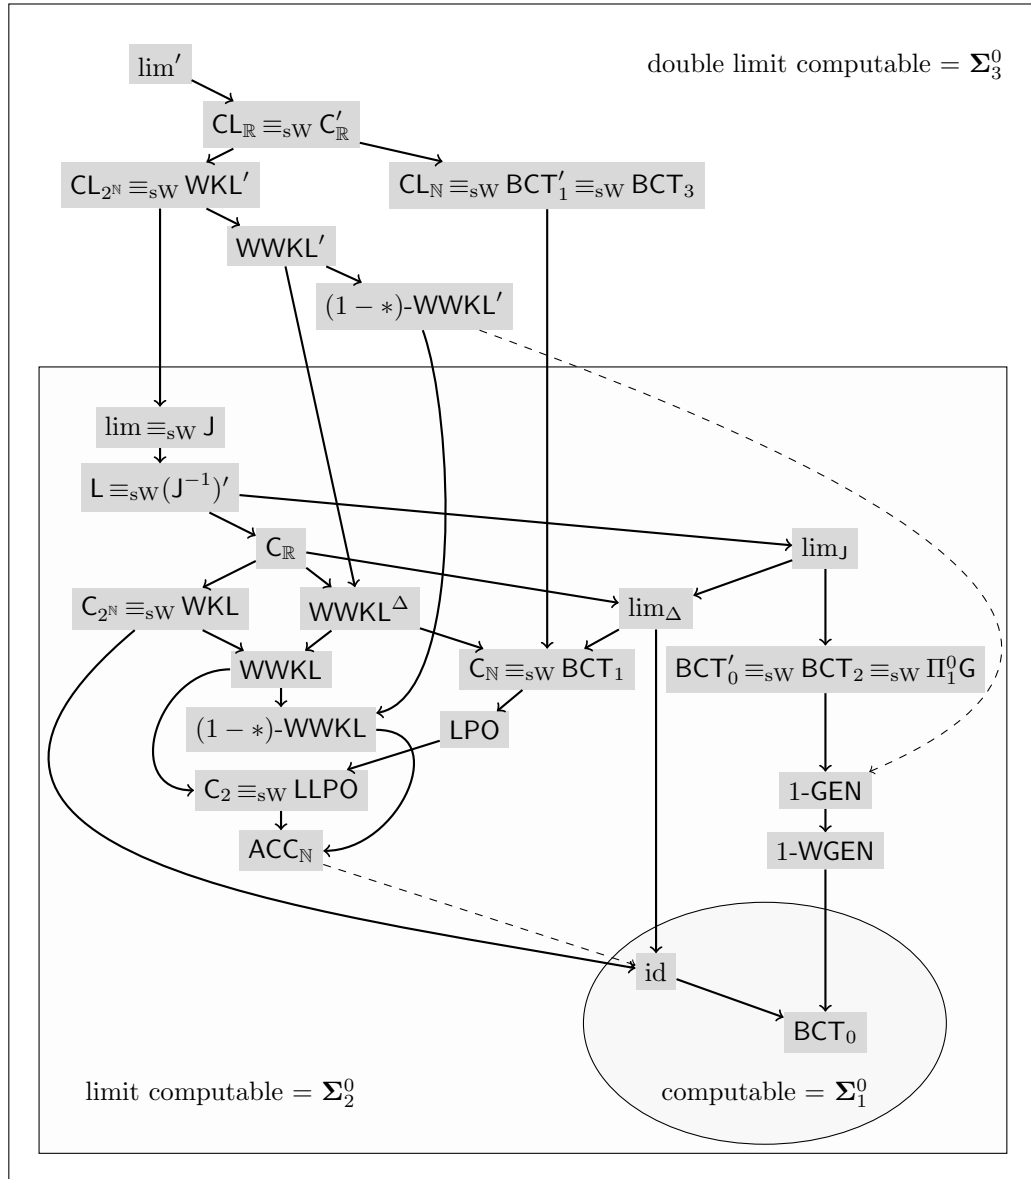 lim′
double limit computable = Σ⁰₃
CL_ℝ ≡_sW C′_ℝ
CL_{2^ℕ} ≡_sW WKL′
CL_ℕ ≡_sW BCT′₁ ≡_sW BCT₃
WWKL′
(1 − ∗)-WWKL′
lim ≡_sW J
L ≡_sW (J⁻¹)′
C_ℝ
lim_J
C_{2^ℕ} ≡_sW WKL
WWKL^Δ
lim_Δ
WWKL
C_ℕ ≡_sW BCT₁
BCT′₀ ≡_sW BCT₂ ≡_sW Π⁰₁G
(1 − ∗)-WWKL
LPO
C₂ ≡_sW LLPO
1-GEN
ACC_ℕ
1-WGEN
id
BCT₀
limit computable = Σ⁰₂
computable = Σ⁰₁